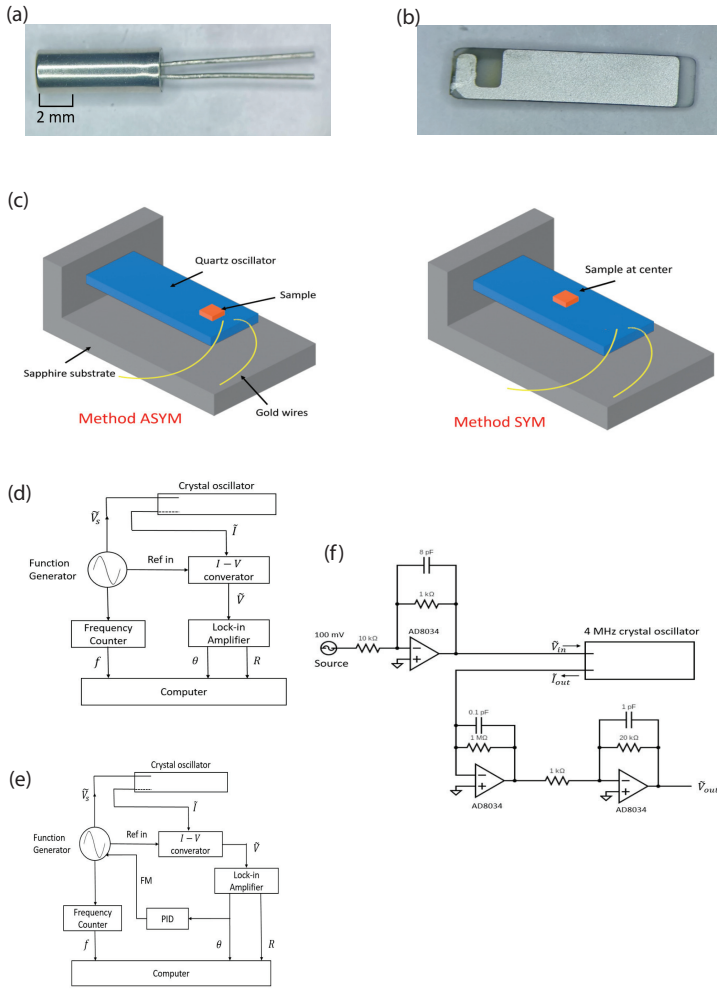 (a)
2 mm
(b)
(c)
Quartz oscillator
Sample
Sapphire substrate
Gold wires
Method ASYM
Sample at center
Method SYM
(d)
Crystal oscillator
Ṽs
Ĩ
Function
Generator
Ref in
I − V
converator
Ṽ
Frequency
Counter
Lock-in
Amplifier
f
θ
R
Computer
(e)
Crystal oscillator
Ṽs
Ĩ
Function
Generator
Ref in
I − V
converator
Ṽ
FM
Lock-in
Amplifier
Frequency
Counter
PID
f
θ
R
Computer
(f)
8 pF
1 kΩ
100 mV
10 kΩ
AD8034
Source
4 MHz crystal oscillator
Ṽin
Ĩout
0.1 pF
1 MΩ
1 pF
20 kΩ
1 kΩ
AD8034
AD8034
Ṽout